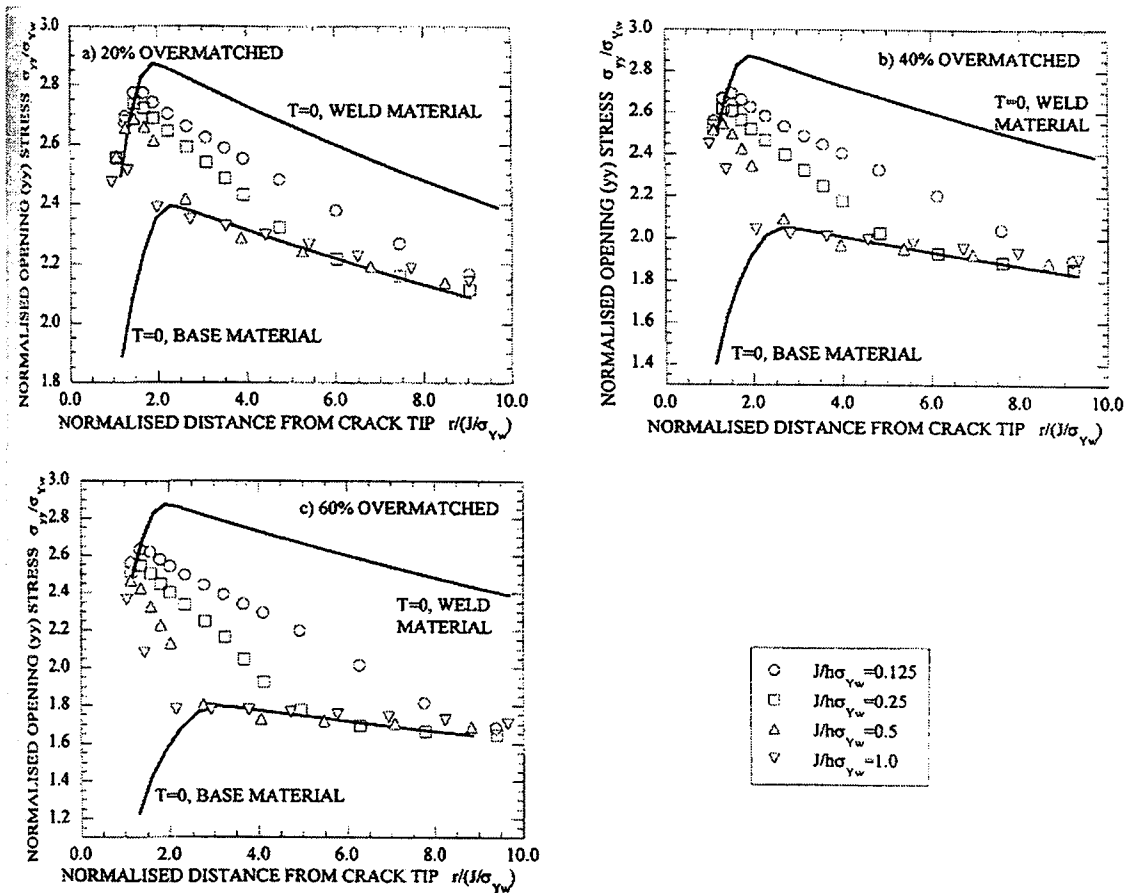 NORMALISED OPENING (yy) STRESS σyy/σYw
3.0
2.8
2.6
2.4
2.2
2.0
1.8
a) 20% OVERMATCHED
T=0, WELD MATERIAL
T=0, BASE MATERIAL
0.0 2.0 4.0 6.0 8.0 10.0
NORMALISED DISTANCE FROM CRACK TIP r/(J/σYw)
NORMALISED OPENING (yy) STRESS σyy/σYw
3.0
2.8
2.6
2.4
2.2
2.0
1.8
1.6
1.4
b) 40% OVERMATCHED
T=0, WELD
MATERIAL
T=0, BASE MATERIAL
0.0 2.0 4.0 6.0 8.0 10.0
NORMALISED DISTANCE FROM CRACK TIP r/(J/σYw)
NORMALISED OPENING (yy) STRESS σyy/σYw
3.0
2.8
2.6
2.4
2.2
2.0
1.8
1.6
1.4
1.2
c) 60% OVERMATCHED
T=0, WELD
MATERIAL
T=0, BASE MATERIAL
0.0 2.0 4.0 6.0 8.0 10.0
NORMALISED DISTANCE FROM CRACK TIP r/(J/σYw)
J/hσYw=0.125
J/hσYw=0.25
J/hσYw=0.5
J/hσYw=1.0